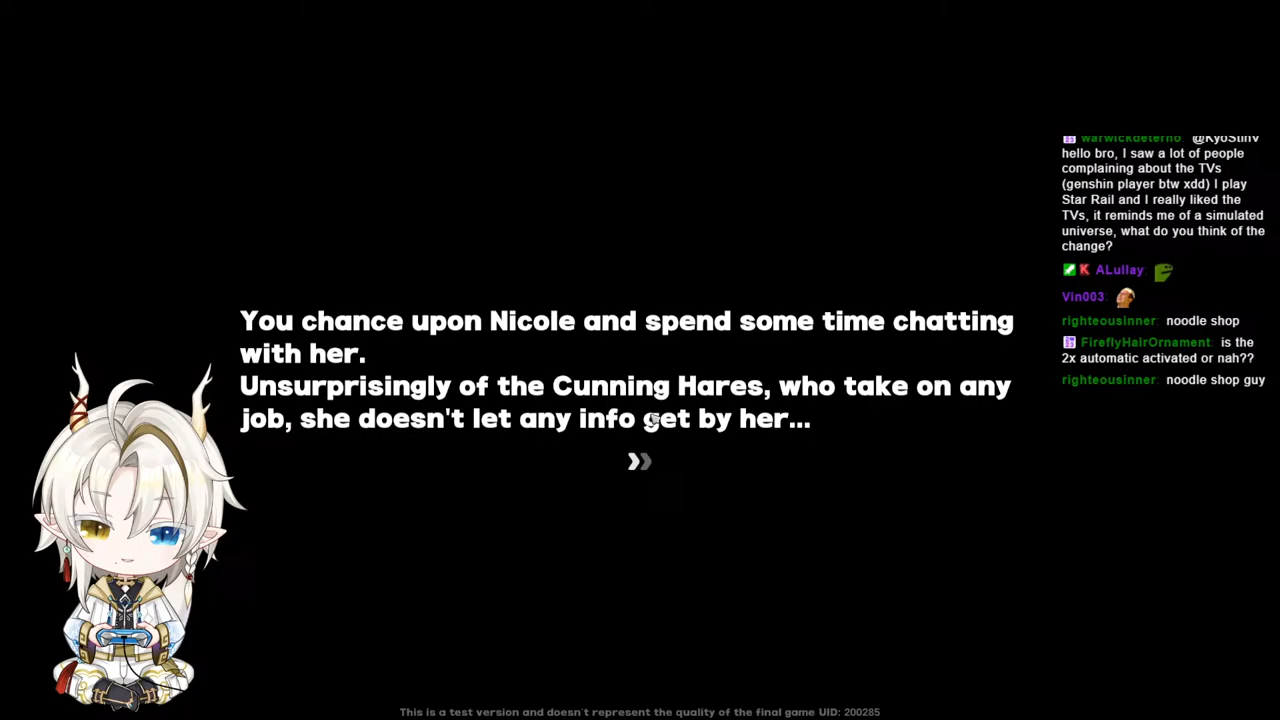 You chance upon Nicole and spend some time chatting
with her.
Unsurprisingly of the Cunning Hares, who take on any
job, she doesn't let any info get by her...
warwickdeterno: @KyoStinV
hello bro, I saw a lot of people
complaining about the TVs
(genshin player btw xdd) I play
Star Rail and I really liked the
TVs, it reminds me of a simulated
universe, what do you think of the
change?
K ALullay:
Vin003:
righteousinner: noodle shop
FireflyHairOrnament: is the
2x automatic activated or nah??
righteousinner: noodle shop guy
This is a test version and doesn't represent the quality of the final game UID: 200285